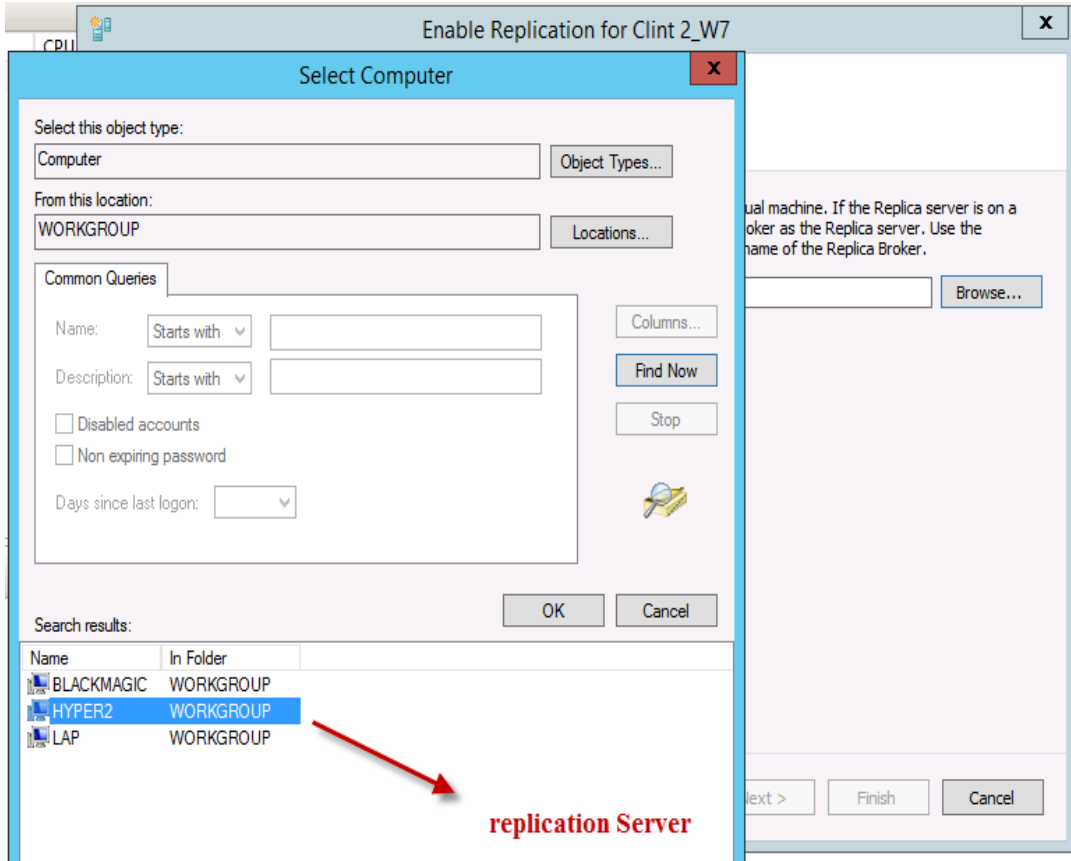 Enable Replication for Clint 2_W7
x
CPU
Select Computer
x
Select this object type:
Computer
Object Types...
From this location:
WORKGROUP
Locations...
ual machine. If the Replica server is on a
oker as the Replica server. Use the
name of the Replica Broker.
Browse...
Common Queries
Name:
Starts with
Columns...
Description:
Starts with
Find Now
Disabled accounts
Stop
Non expiring password
Days since last logon:
OK
Cancel
Search results:
Name In Folder
BLACKMAGIC WORKGROUP
HYPER2 WORKGROUP
LAP WORKGROUP
replication Server
ext >
Finish
Cancel